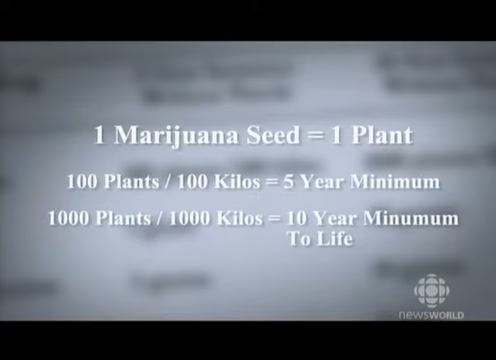 1 Marijuana Seed = 1 Plant
100 Plants / 100 Kilos = 5 Year Minimum
1000 Plants / 1000 Kilos = 10 Year Minumum
To Life
newsWORLD